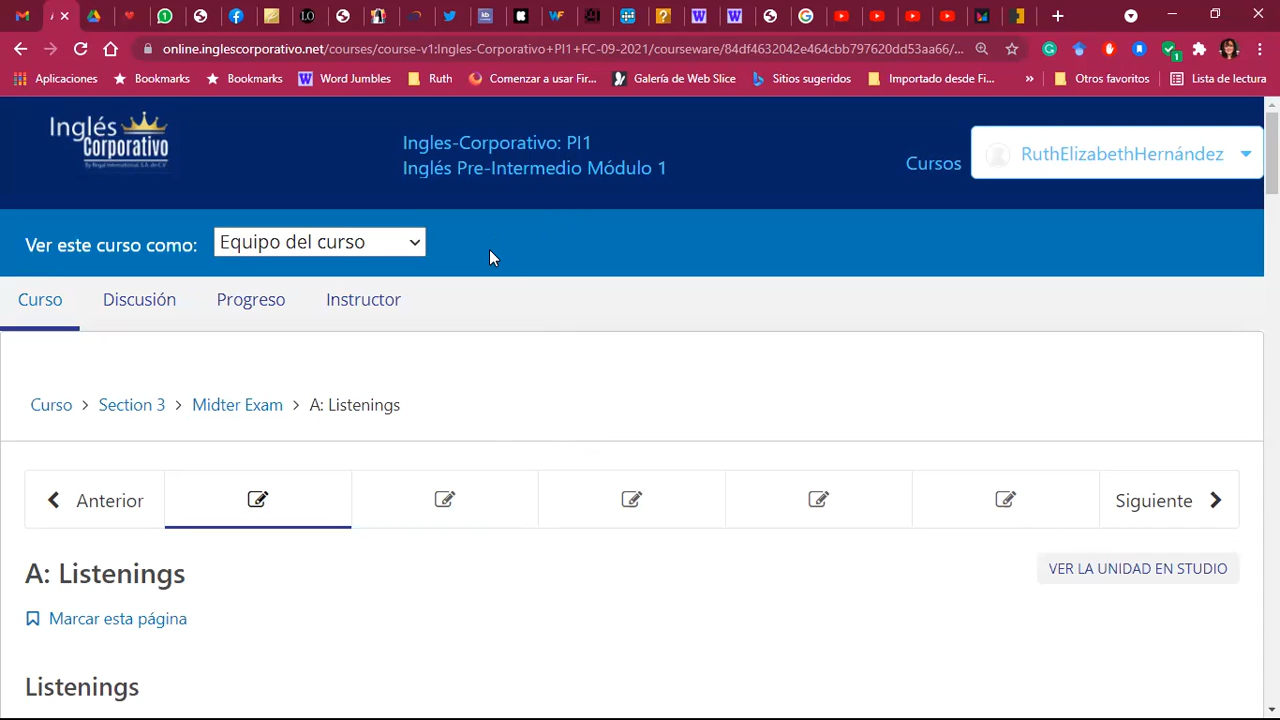 online.inglescorporativo.net/courses/course-v1:Ingles-Corporativo+PI1+FC-09-2021/courseware/84df4632042e464cbb797620dd53aa66/...
Aplicaciones
Bookmarks
Bookmarks
Word Jumbles
Ruth
Comenzar a usar Fir...
Galería de Web Slice
Sitios sugeridos
Importado desde Fi...
»
Otros favoritos
Lista de lectura
Inglés
Corporativo
Ingles-Corporativo: PI1
Inglés Pre-Intermedio Módulo 1
Cursos
RuthElizabethHernández
Ver este curso como:
Equipo del curso
Curso
Discusión
Progreso
Instructor
Curso > Section 3 > Midter Exam > A: Listenings
Anterior
Siguiente
A: Listenings
VER LA UNIDAD EN STUDIO
Marcar esta página
Listenings